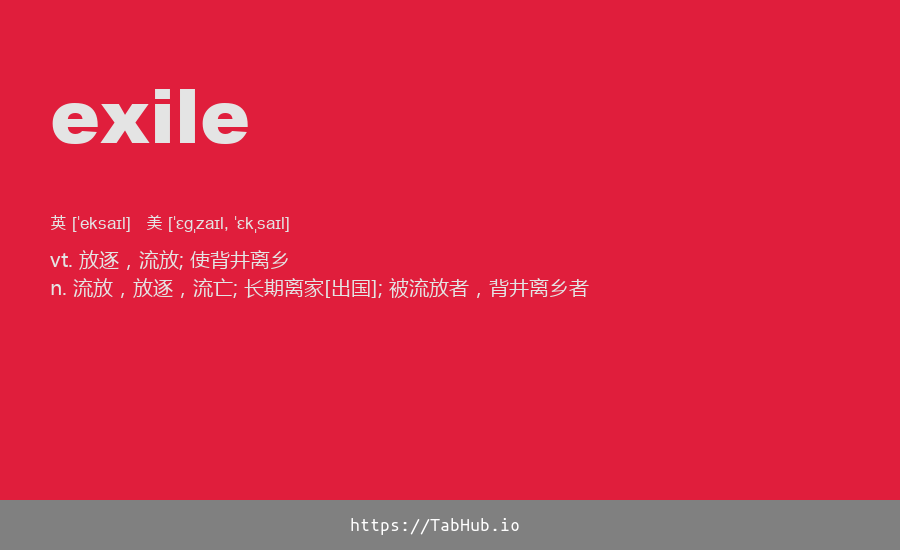 exile
英 [ˈeksaɪl] 美 [ˈɛɡˌzaɪl, ˈɛkˌsaɪl]
vt. 放逐，流放; 使背井离乡
n. 流放，放逐，流亡; 长期离家[出国]; 被流放者，背井离乡者
https://TabHub.io